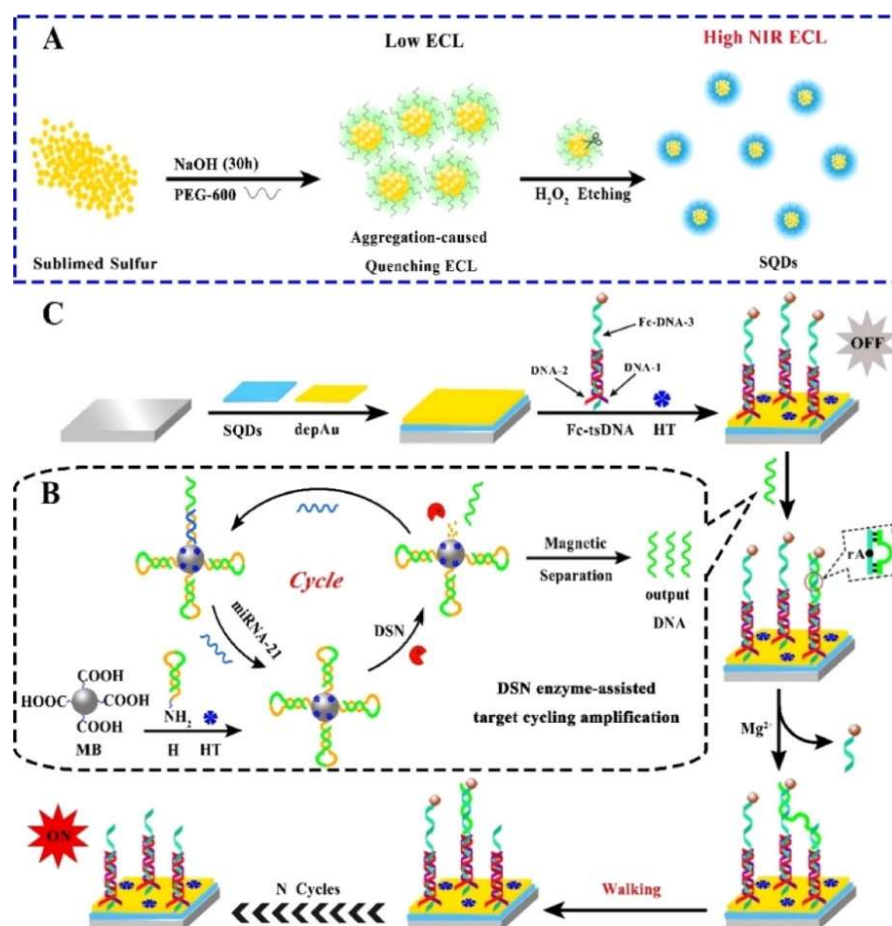 A
Low ECL
High NIR ECL
NaOH (30h)
PEG-600
H₂O₂ Etching
Sublimed Sulfur
Aggregation-caused
Quenching ECL
SQDs
C
Fc-DNA-3
DNA-2
DNA-1
OFF
SQDs
depAu
Fc-tsDNA
HT
B
Cycle
miRNA-21
DSN
Magnetic
Separation
output
DNA
rA
COOH
HOOC
COOH
COOH
MB
NH₂
H
HT
DSN enzyme-assisted
target cycling amplification
Mg²⁺
ON
N Cycles
Walking